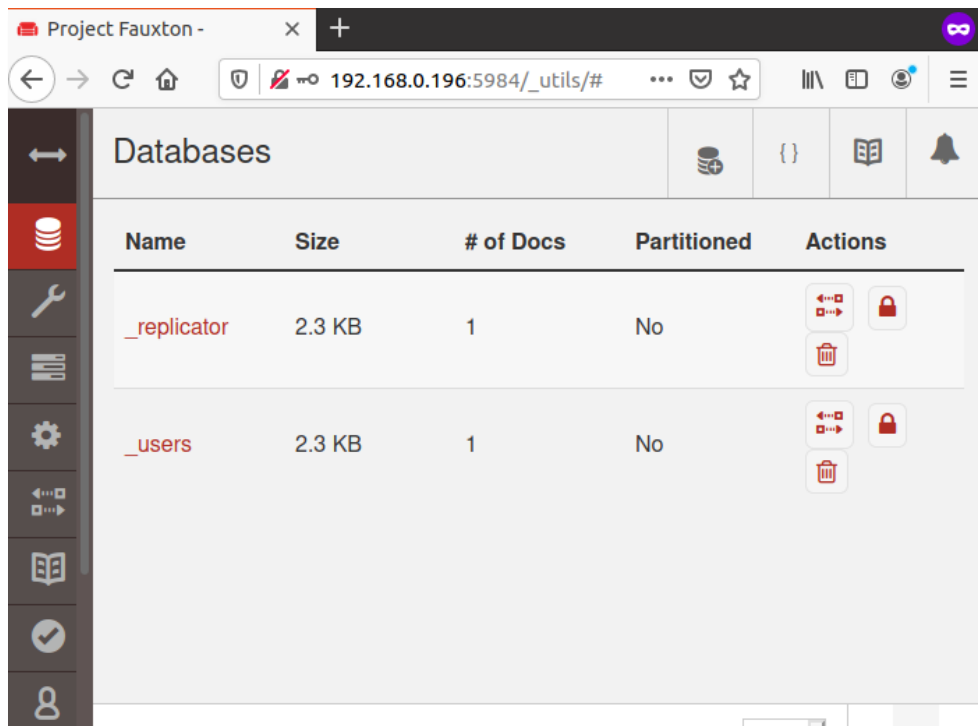 Project Fauxton -
192.168.0.196:5984/_utils/#
Databases
{ }
Name Size # of Docs Partitioned Actions
_replicator 2.3 KB 1 No
_users 2.3 KB 1 No